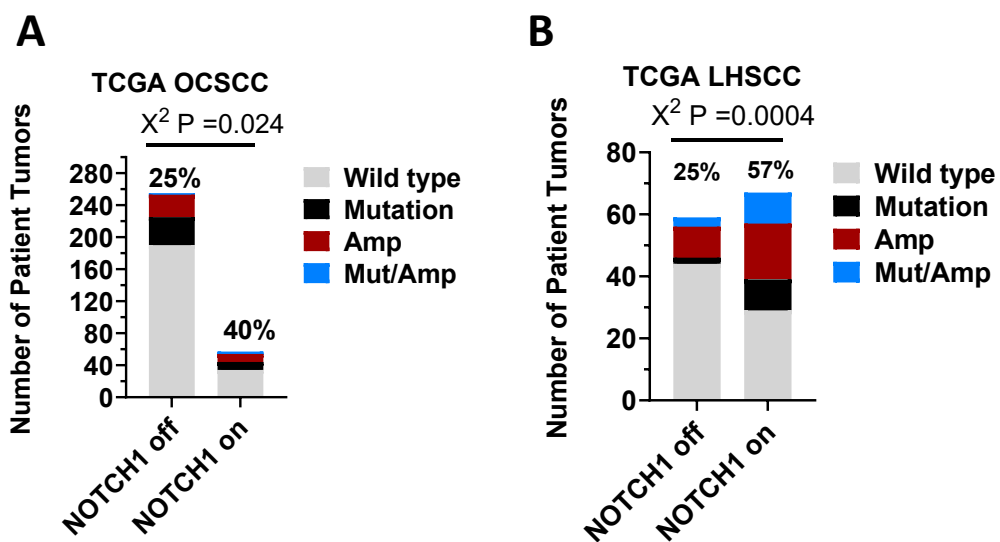 A
TCGA OCSCC
X² P =0.024
Number of Patient Tumors
280
240
200
160
120
80
40
0
25%
40%
NOTCH1 off
NOTCH1 on
Wild type
Mutation
Amp
Mut/Amp
B
TCGA LHSCC
X² P =0.0004
Number of Patient Tumors
80
60
40
20
0
25%
57%
NOTCH1 off
NOTCH1 on
Wild type
Mutation
Amp
Mut/Amp